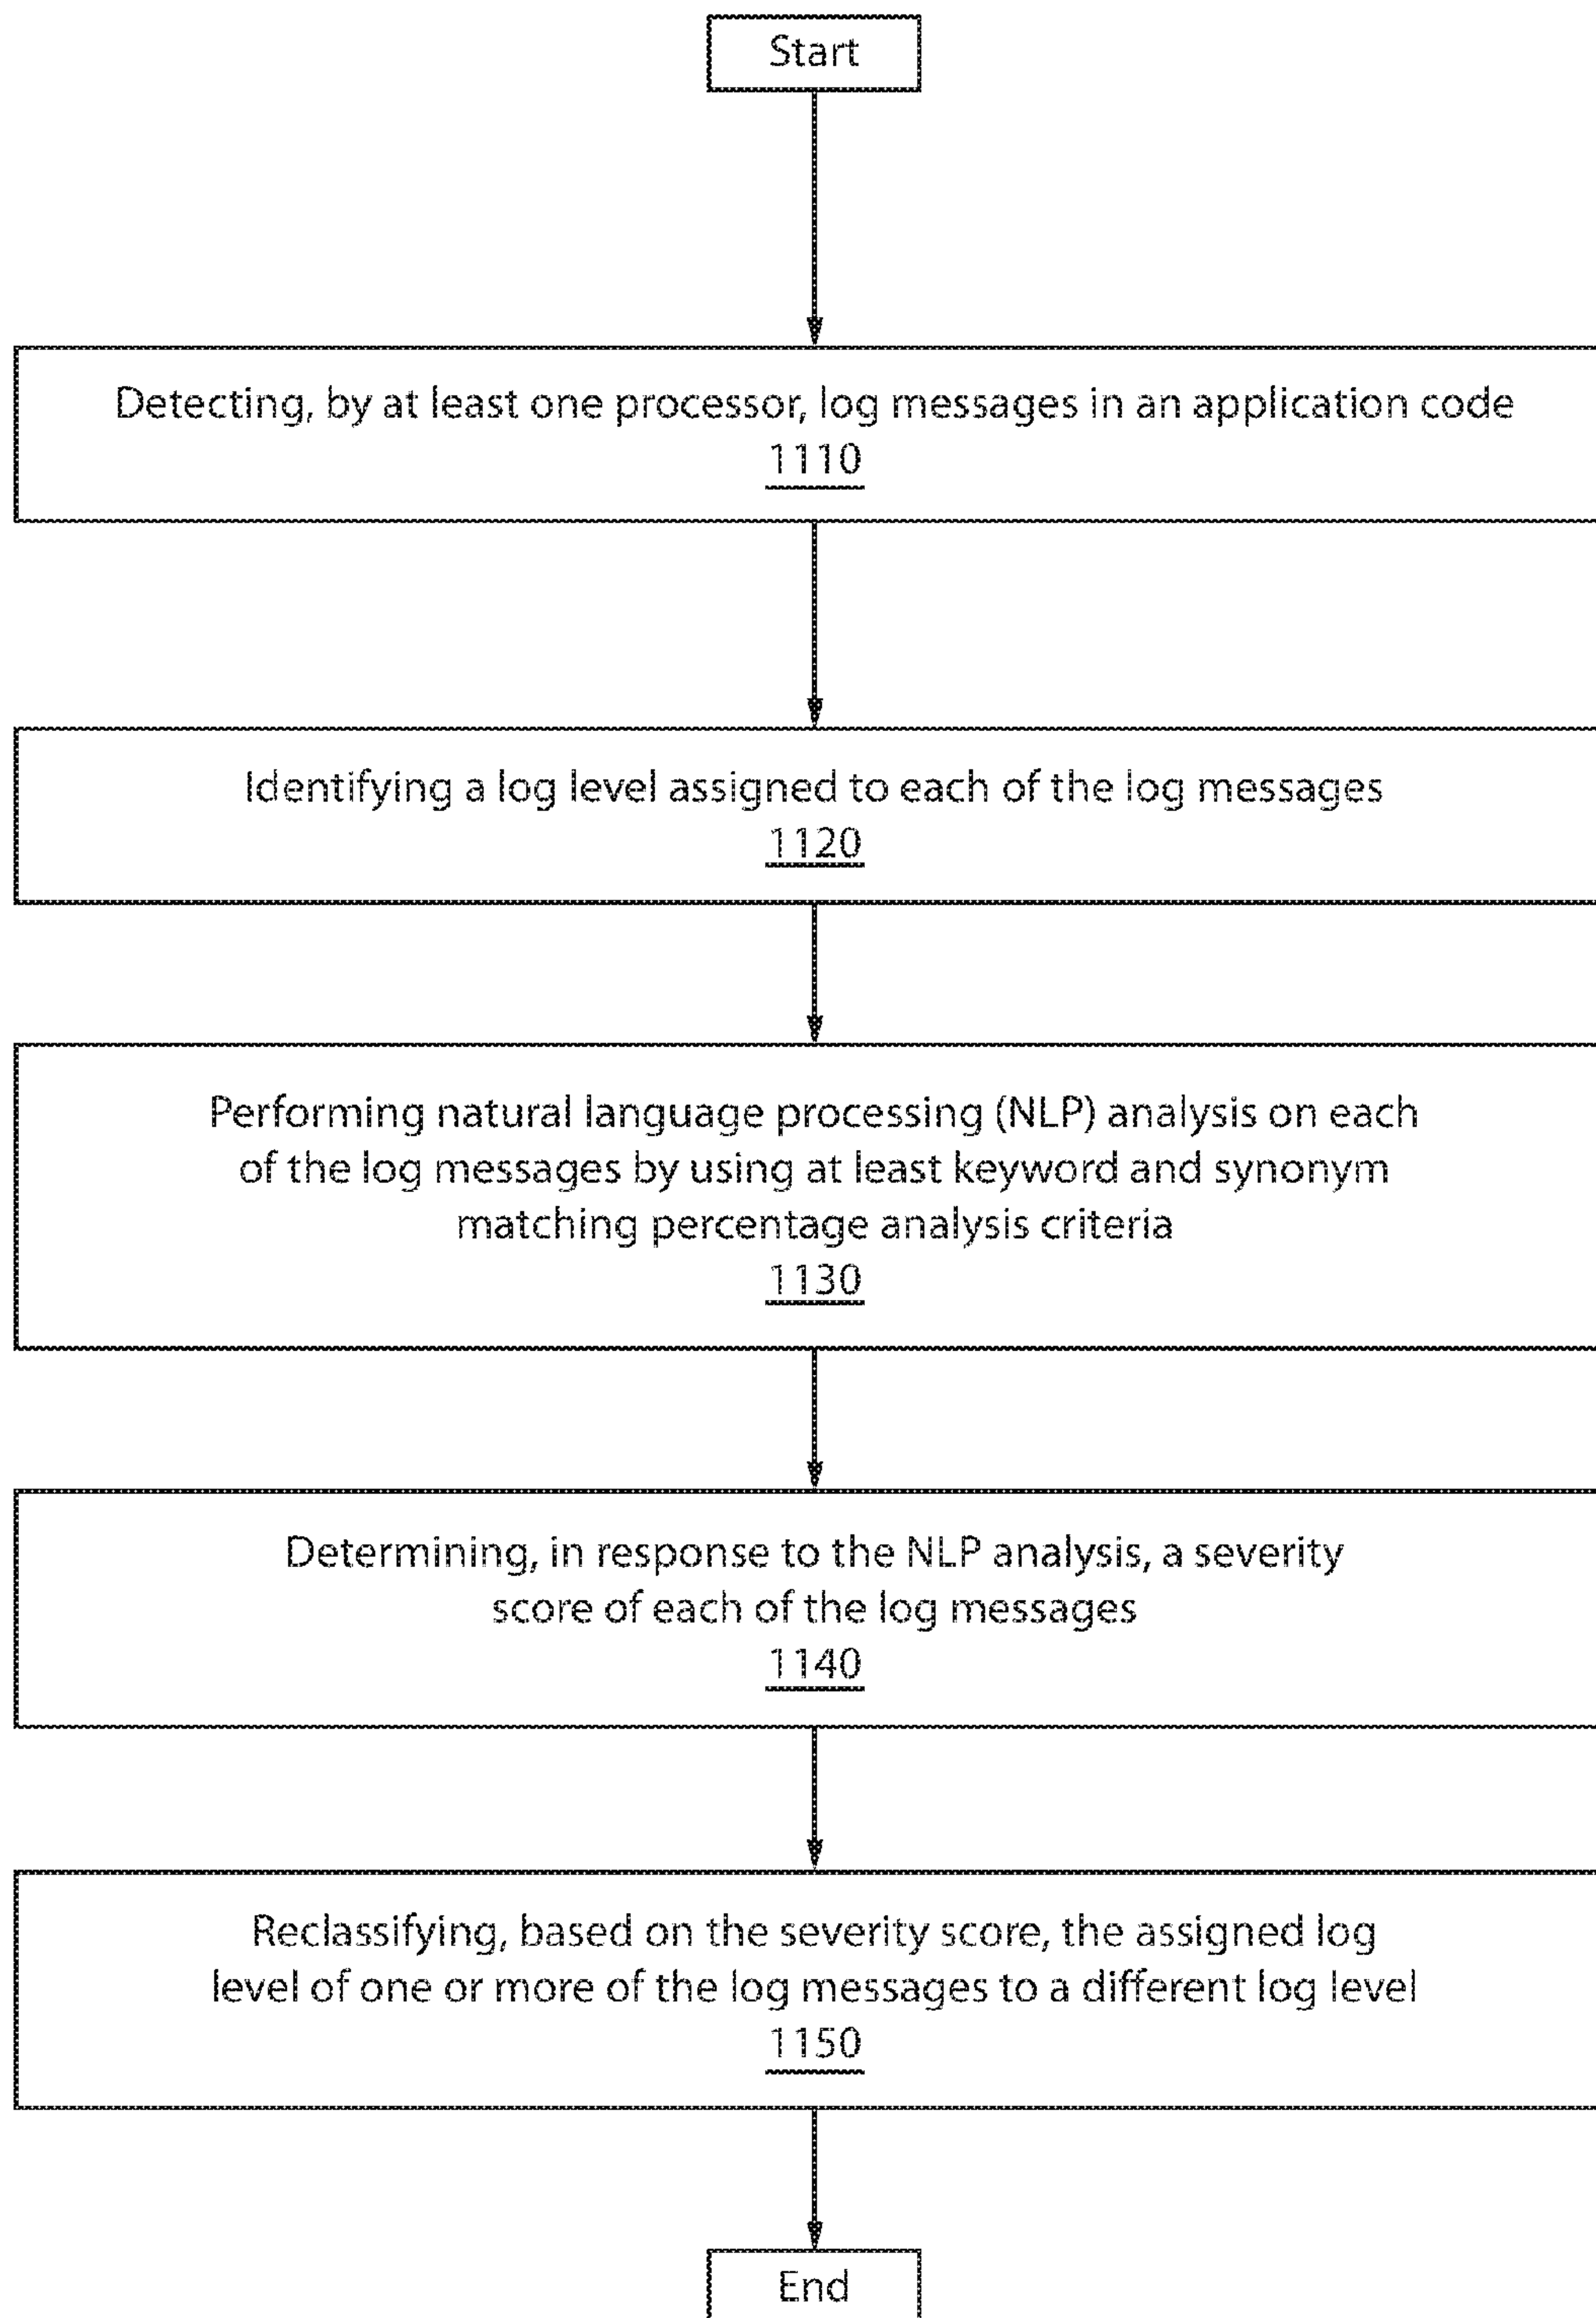 Start
Detecting, by at least one processor, log messages in an application code
1110
Identifying a log level assigned to each of the log messages
1120
Performing natural language processing (NLP) analysis on each
of the log messages by using at least keyword and synonym
matching percentage analysis criteria
1130
Determining, in response to the NLP analysis, a severity
score of each of the log messages
1140
Reclassifying, based on the severity score, the assigned log
level of one or more of the log messages to a different log level
1150
End